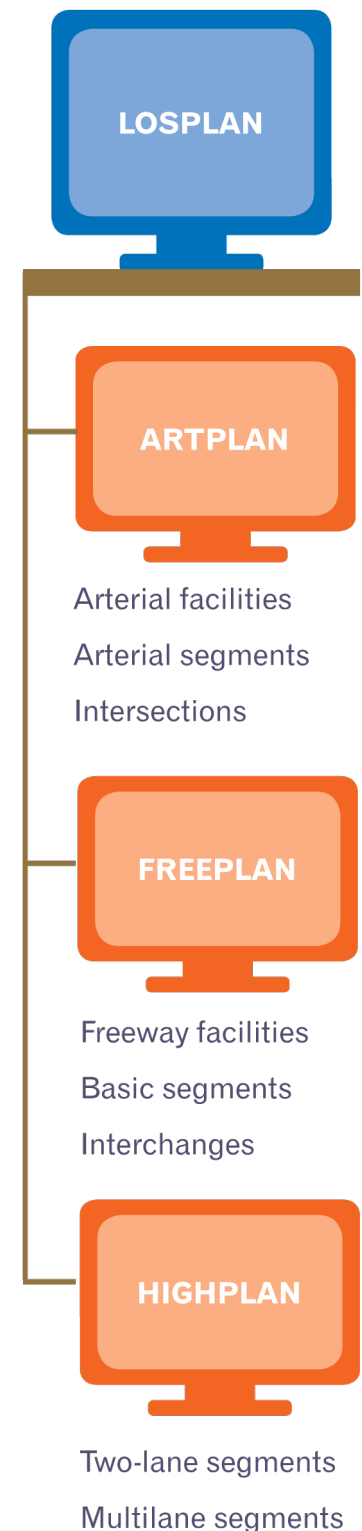 LOSPLAN
ARTPLAN
Arterial facilities
Arterial segments
Intersections
FREEPLAN
Freeway facilities
Basic segments
Interchanges
HIGHPLAN
Two-lane segments
Multilane segments